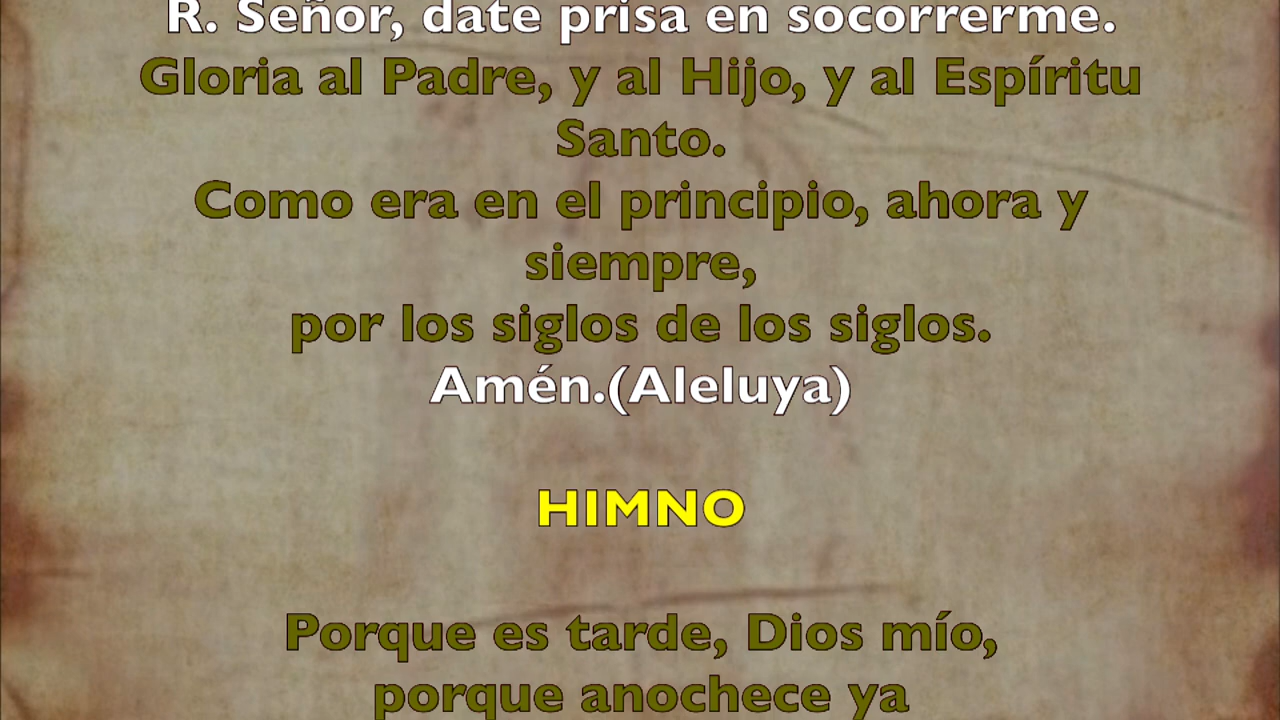 R. Señor, date prisa en socorrerme.
Gloria al Padre, y al Hijo, y al Espíritu
Santo.
Como era en el principio, ahora y
siempre,
por los siglos de los siglos.
Amén.(Aleluya)
HIMNO
Porque es tarde, Dios mío,
porque anochece ya